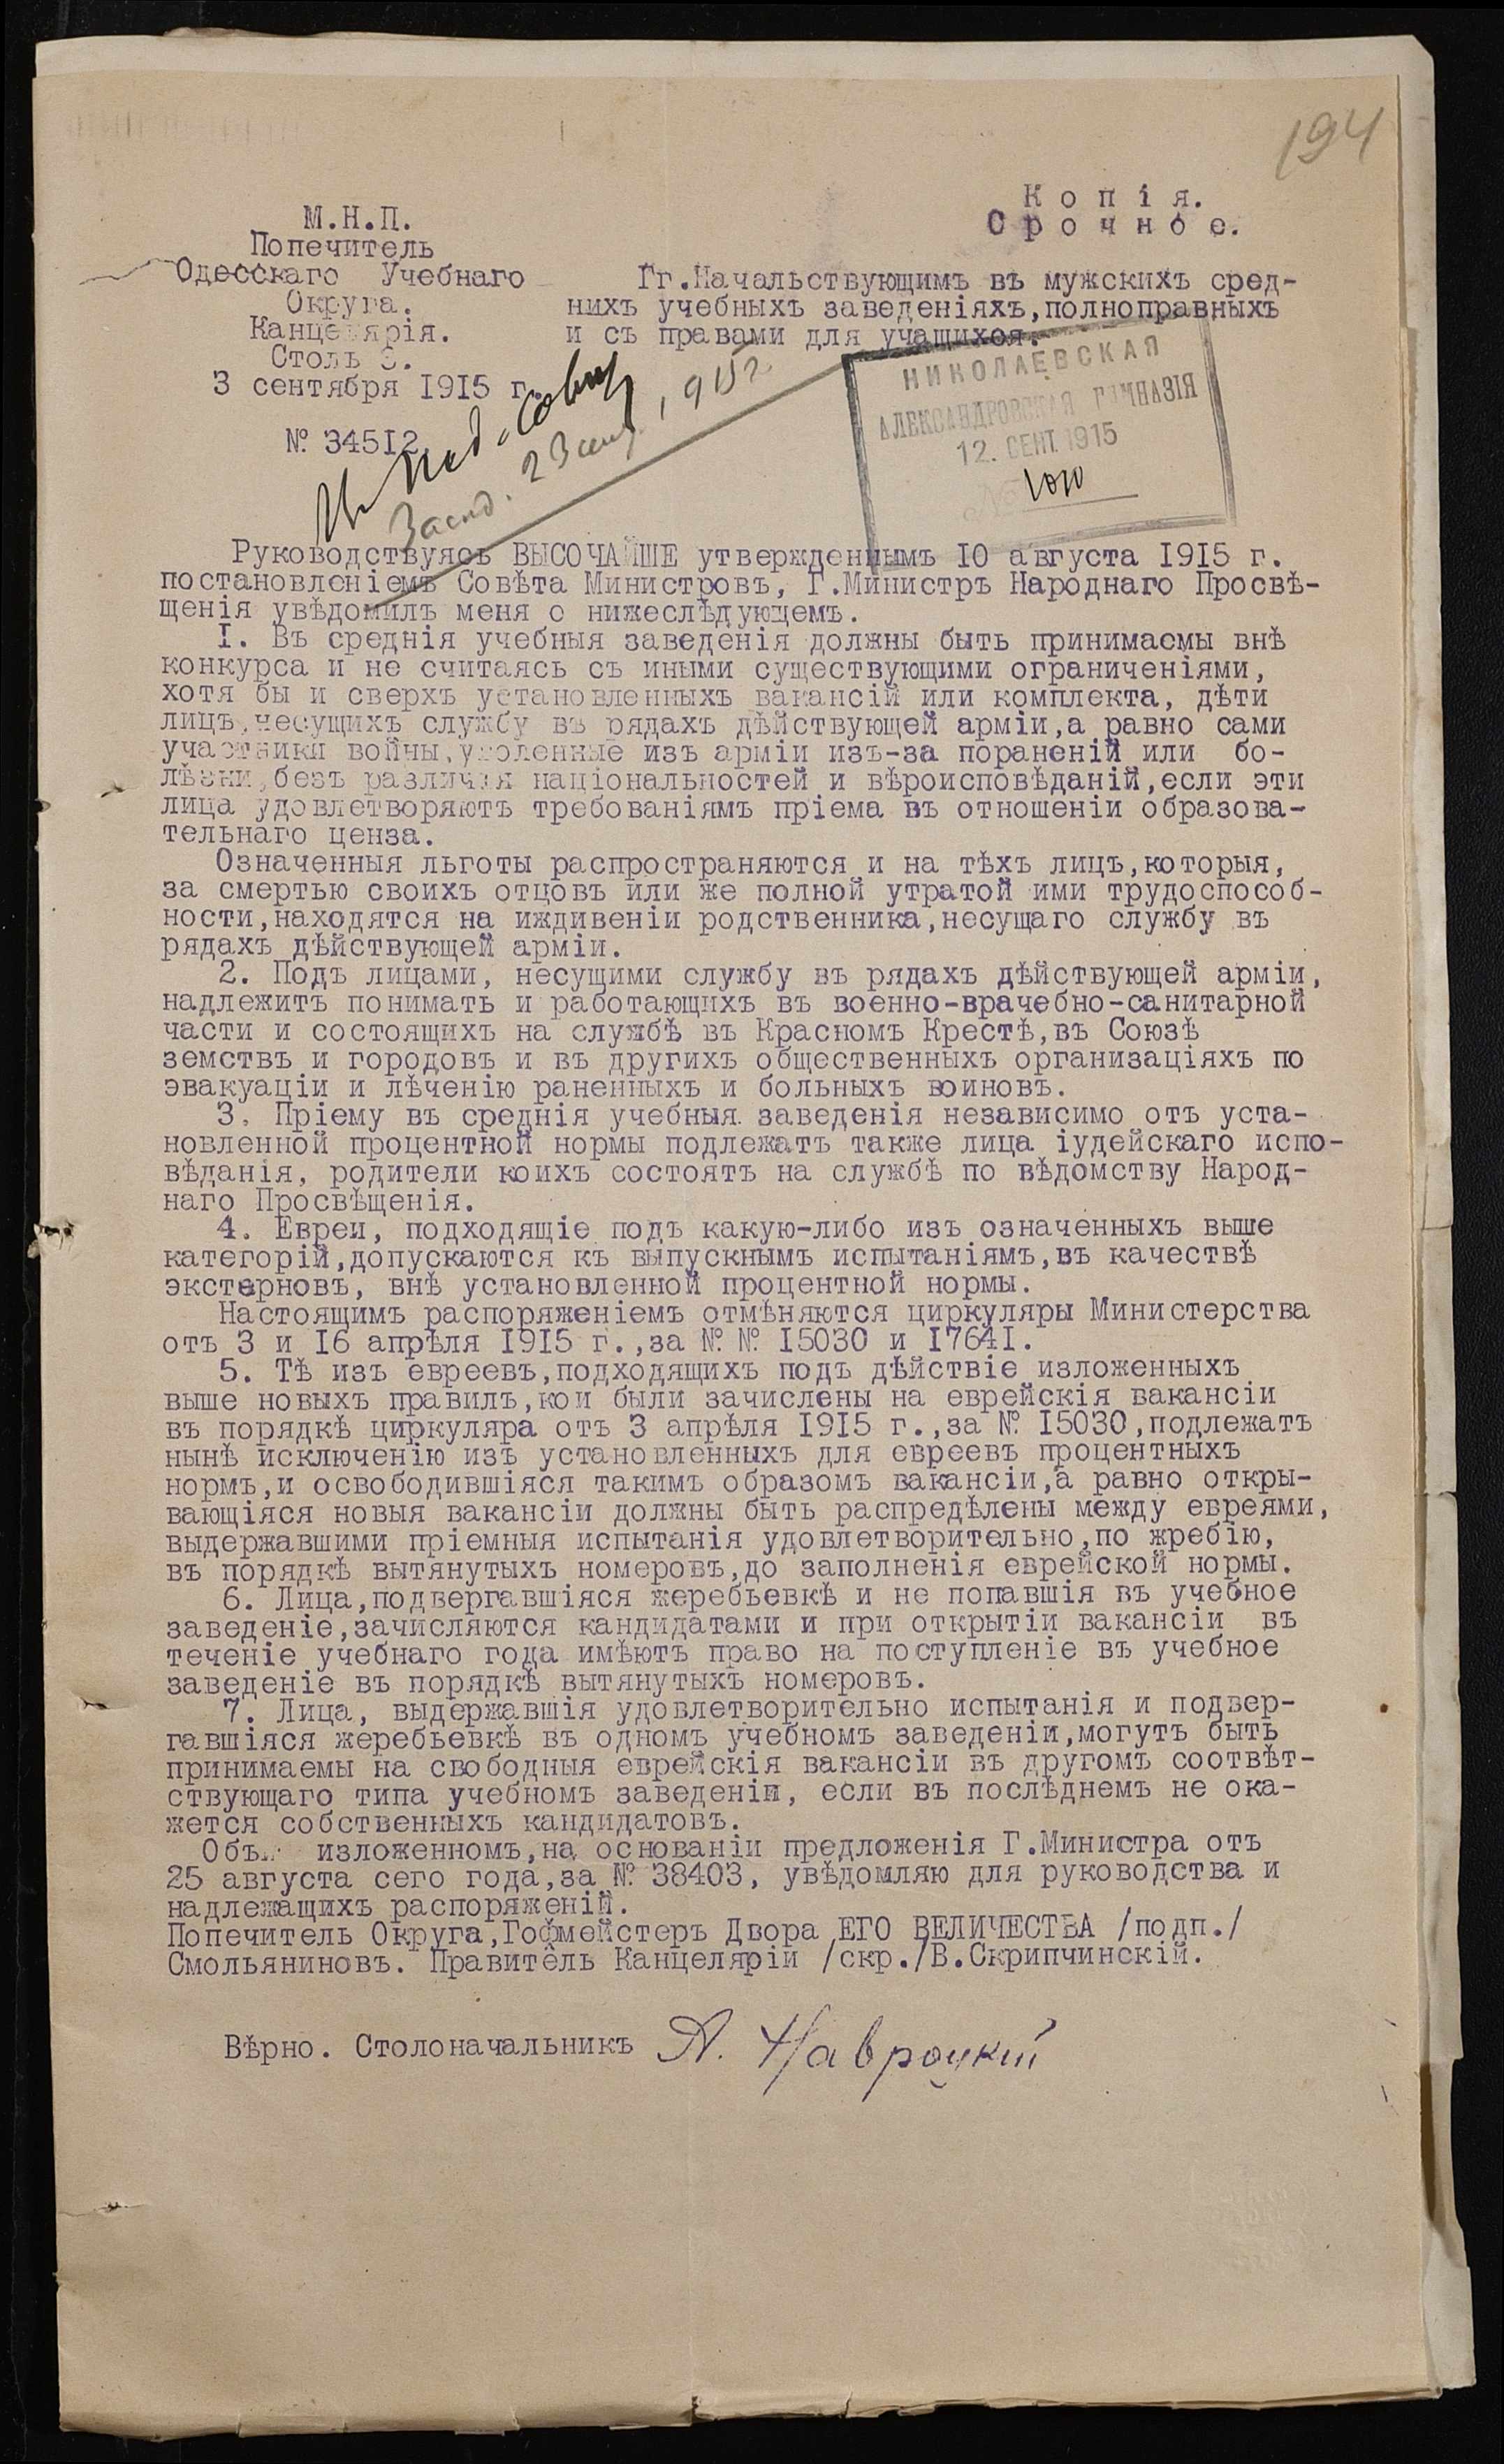 194
К о п і я.
С р о ч н о е.
М.Н.П.
Попечитель
Одесскаго Учебнаго
Округа.
Канцелярія.
Столъ
3 сентября 1915 г.
№ 34512
Гг.Начальствующимъ въ мужскихъ сред-
нихъ учебныхъ заведеніяхъ,полноправныхъ
и съ правами для учащихся.
Пед. Совѣт
Засѣд. 23 сент. 1915 г.
НИКОЛАЕВСКАЯ
АЛЕКСАНДРОВСКАЯ ГИМНАЗІЯ
12. СЕНТ. 1915
№ 1010
Руководствуясь ВЫСОЧАЙШЕ утвержденнымъ 10 августа 1915 г.
постановленіемъ Совѣта Министровъ, Г.Министръ Народнаго Просвѣ-
щенія увѣдомилъ меня о нижеслѣдующемъ.
I. Въ среднія учебныя заведенія должны быть принимаемы внѣ
конкурса и не считаясь съ иными существующими ограниченіями,
хотя бы и сверхъ установленныхъ вакансій или комплекта, дѣти
лицъ,несущихъ службу въ рядахъ дѣйствующей арміи,а равно сами
участники войны,уволенные изъ арміи изъ-за пораненій или бо-
лѣзни,безъ различія національностей и вѣроисповѣданій,если эти
лица удовлетворяютъ требованіямъ пріема въ отношеніи образова-
тельнаго ценза.
Означенныя льготы распространяются и на тѣхъ лицъ,которыя,
за смертью своихъ отцовъ или же полной утратой ими трудоспособ-
ности,находятся на иждивеніи родственника,несущаго службу въ
рядахъ дѣйствующей арміи.
2. Подъ лицами, несущими службу въ рядахъ дѣйствующей арміи,
надлежитъ понимать и работающихъ въ военно-врачебно-санитарной
части и состоящихъ на службѣ въ Красномъ Крестѣ,въ Союзѣ
земствъ и городовъ и въ другихъ общественныхъ организаціяхъ по
эвакуаціи и лѣченію раненныхъ и больныхъ воиновъ.
3. Пріему въ среднія учебныя заведенія независимо отъ уста-
новленной процентной нормы подлежатъ также лица іудейскаго испо-
вѣданія, родители коихъ состоятъ на службѣ по вѣдомству Народ-
наго Просвѣщенія.
4. Евреи, подходящіе подъ какую-либо изъ означенныхъ выше
категорій,допускаются къ выпускнымъ испытаніямъ,въ качествѣ
экстерновъ, внѣ установленной процентной нормы.
Настоящимъ распоряженіемъ отмѣняются циркуляры Министерства
отъ 3 и 16 апрѣля 1915 г.,за №№ 15030 и 17641.
5. Тѣ изъ евреевъ,подходящихъ подъ дѣйствіе изложенныхъ
выше новыхъ правилъ,кои были зачислены на еврейскія вакансіи
въ порядкѣ циркуляра отъ 3 апрѣля 1915 г.,за № 15030,подлежатъ
нынѣ исключенію изъ установленныхъ для евреевъ процентныхъ
нормъ,и освободившіяся такимъ образомъ вакансіи,а равно откры-
вающіяся новыя вакансіи должны быть распредѣлены между евреями,
выдержавшими пріемныя испытанія удовлетворительно,по жребію,
въ порядкѣ вытянутыхъ номеровъ,до заполненія еврейской нормы.
6. Лица,подвергавшіяся жеребьевкѣ и не попавшія въ учебное
заведеніе,зачисляются кандидатами и при открытіи вакансіи въ
теченіе учебнаго года имѣютъ право на поступленіе въ учебное
заведеніе въ порядкѣ вытянутыхъ номеровъ.
7. Лица, выдержавшія удовлетворительно испытанія и подвер-
гавшіяся жеребьевкѣ въ одномъ учебномъ заведеніи,могутъ быть
принимаемы на свободныя еврейскія вакансіи въ другомъ соотвѣт-
ствующаго типа учебномъ заведеніи, если въ послѣднемъ не ока-
жется собственныхъ кандидатовъ.
Объ изложенномъ,на основаніи предложенія Г.Министра отъ
25 августа сего года,за № 38403, увѣдомляю для руководства и
надлежащихъ распоряженій.
Попечитель Округа,Гофмейстеръ Двора ЕГО ВЕЛИЧЕСТВА /подп./
Смольяниновъ. Правитель Канцеляріи /скр./В.Скрипчинскій.
Вѣрно. Столоначальникъ А. Навроцкій